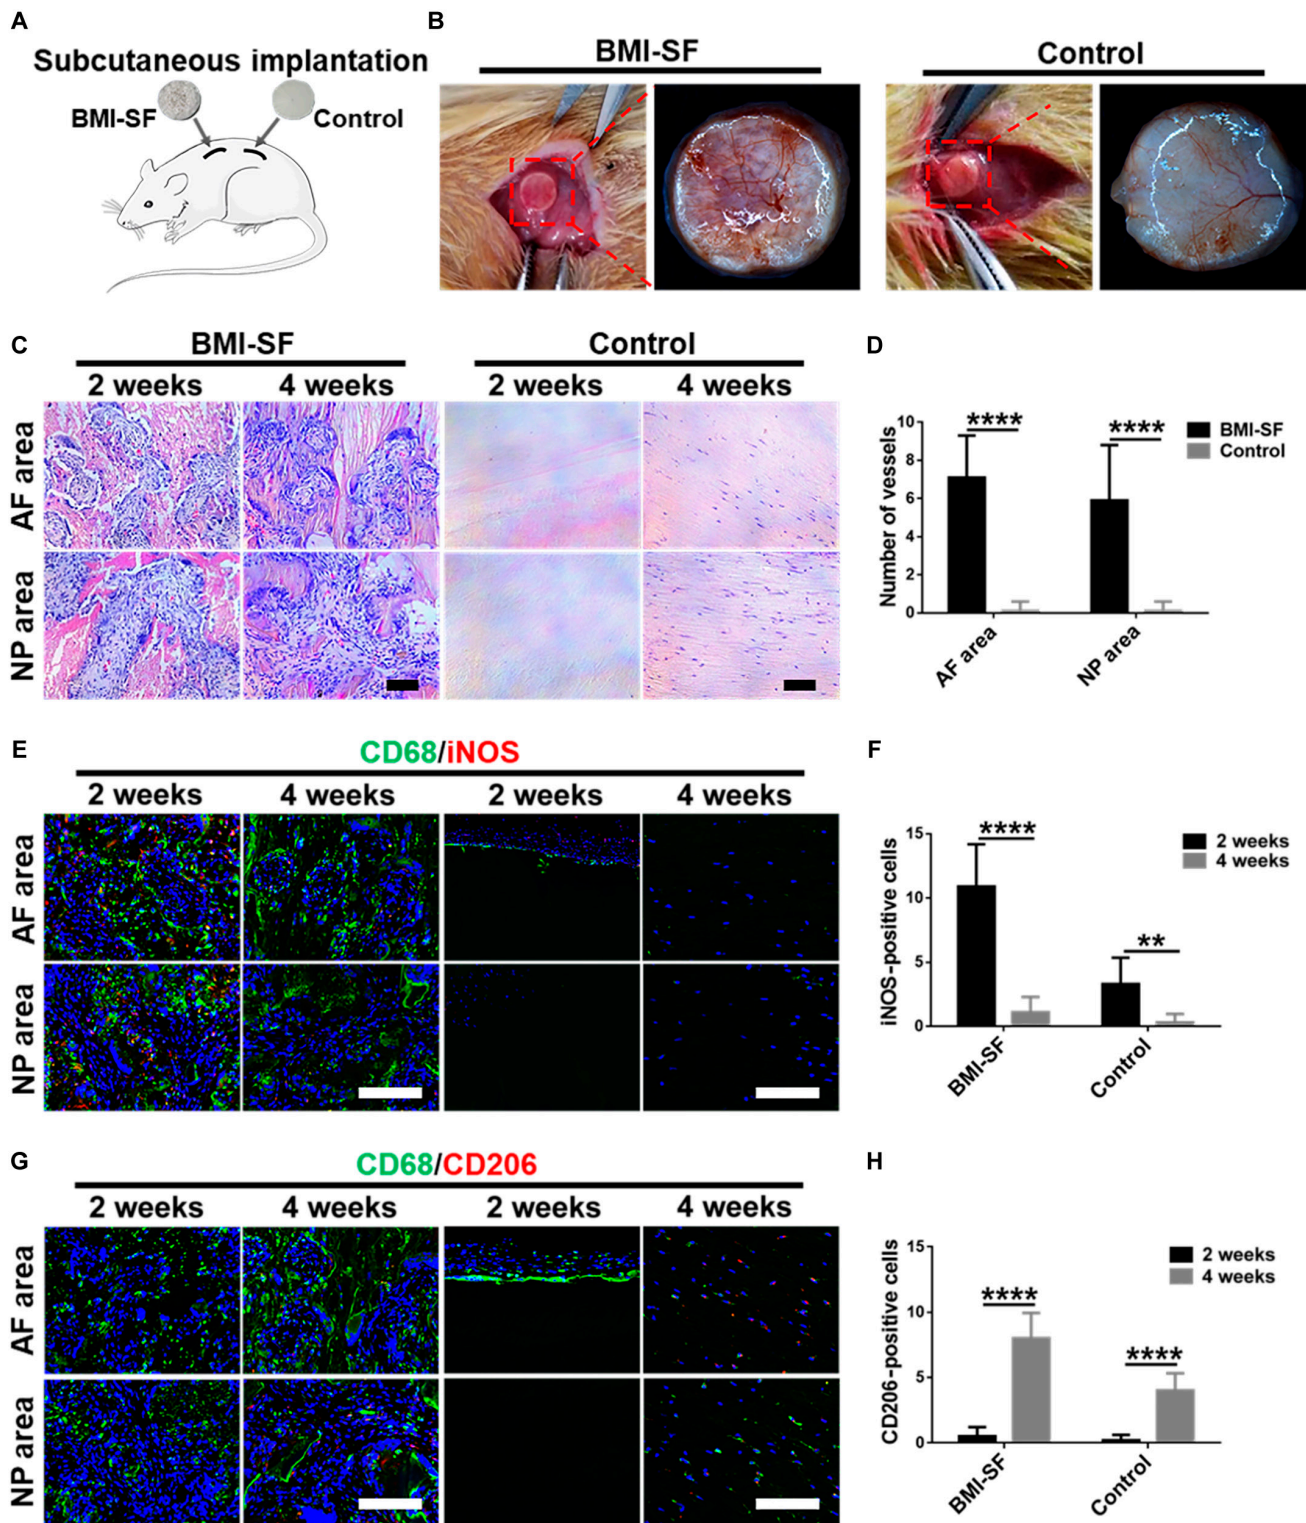 A
Subcutaneous implantation
BMI-SF
Control
B
BMI-SF
Control
C
BMI-SF
Control
2 weeks
4 weeks
2 weeks
4 weeks
AF area
NP area
D
Number of vessels
10
8
6
4
2
0
****
****
BMI-SF
Control
AF area
NP area
E
CD68/iNOS
2 weeks
4 weeks
2 weeks
4 weeks
AF area
NP area
F
iNOS-positive cells
15
10
5
0
****
**
2 weeks
4 weeks
BMI-SF
Control
G
CD68/CD206
2 weeks
4 weeks
2 weeks
4 weeks
AF area
NP area
H
CD206-positive cells
15
10
5
0
****
****
2 weeks
4 weeks
BMI-SF
Control